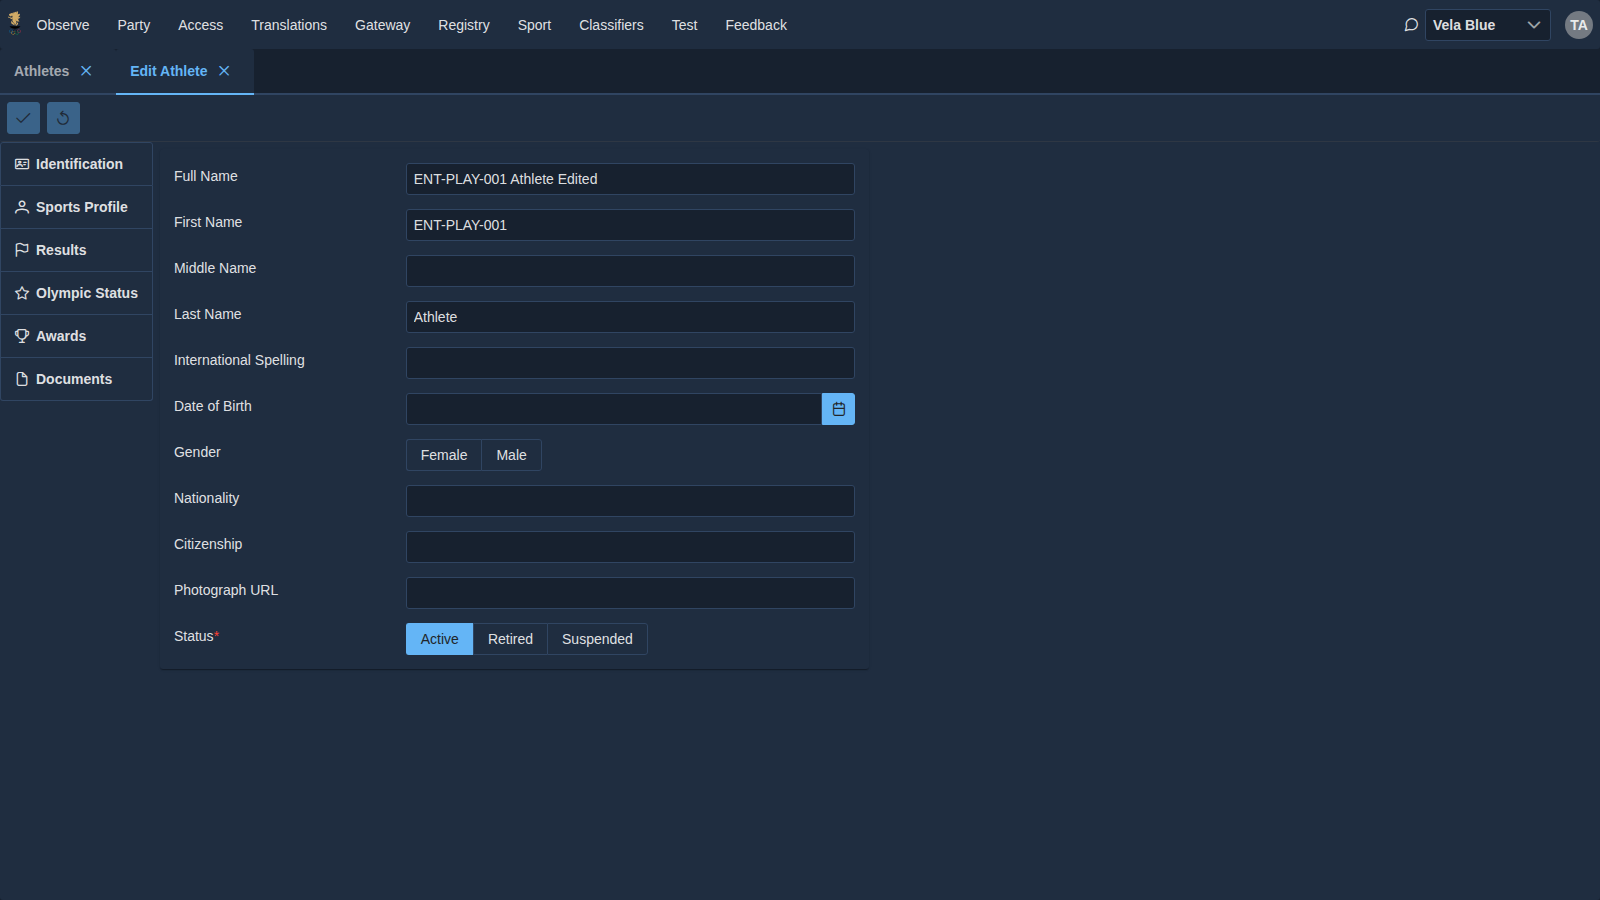 Observe Party Access Translations Gateway Registry Sport Classifiers Test Feedback Vela Blue TA
Athletes Edit Athlete
Identification
Sports Profile
Results
Olympic Status
Awards
Documents
Full Name ENT-PLAY-001 Athlete Edited
First Name ENT-PLAY-001
Middle Name
Last Name Athlete
International Spelling
Date of Birth
Gender Female Male
Nationality
Citizenship
Photograph URL
Status* Active Retired Suspended